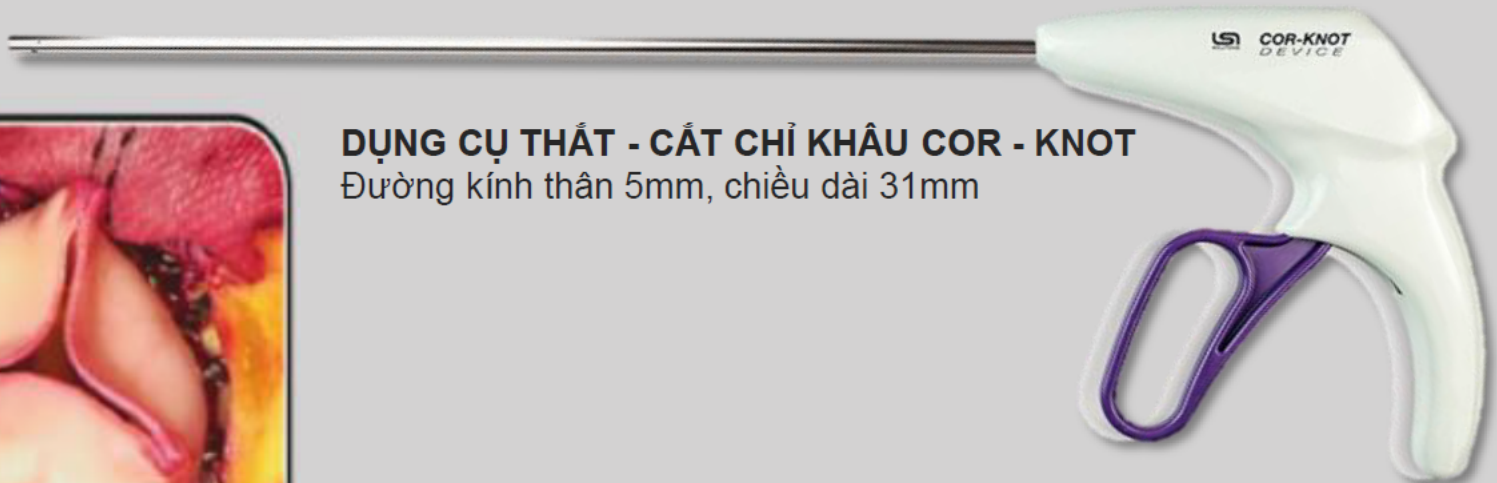 LSI
COR-KNOT
DEVICE
DỤNG CỤ THẮT - CẮT CHỈ KHÂU COR - KNOT
Đường kính thân 5mm, chiều dài 31mm